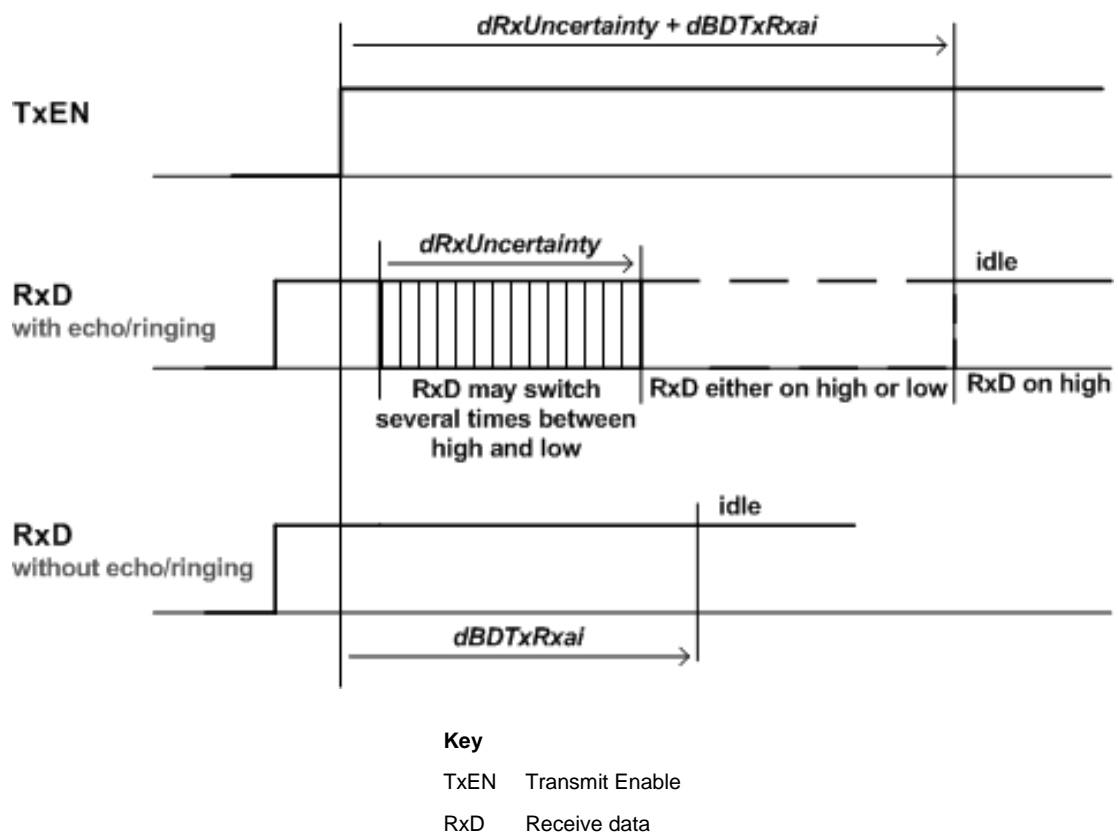 dRxUncertainty + dBDTxRxai
TxEN
dRxUncertainty
idle
RxD
with echo/ringing
RxD may switch
several times between
high and low
RxD either on high or low
RxD on high
idle
RxD
without echo/ringing
dBDTxRxai
Key
TxEN Transmit Enable
RxD Receive data